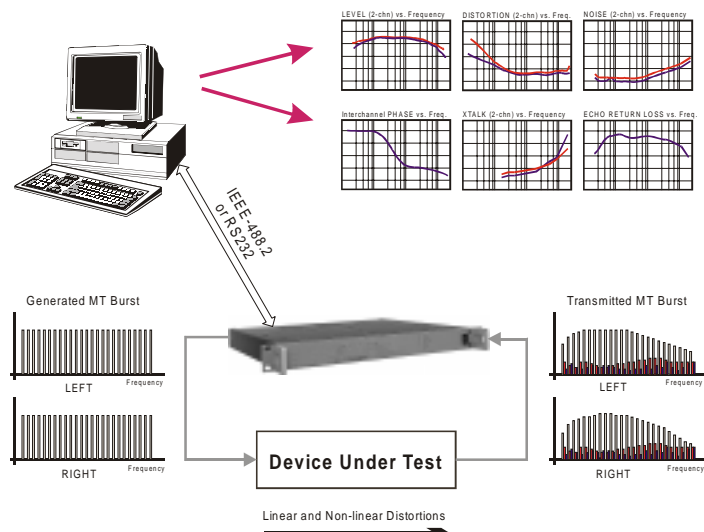 LEVEL (2-chn) vs. Frequency
DISTORTION (2-chn) vs. Freq.
NOISE (2-chn) vs. Frequency
Interchannel PHASE vs. Freq.
XTALK (2-chn) vs. Frequency
ECHO RETURN LOSS vs. Freq.
IEEE-488.2
or RS232
Generated MT Burst
Frequency
LEFT
Frequency
RIGHT
Transmitted MT Burst
Frequency
LEFT
Frequency
RIGHT
Device Under Test
Linear and Non-linear Distortions